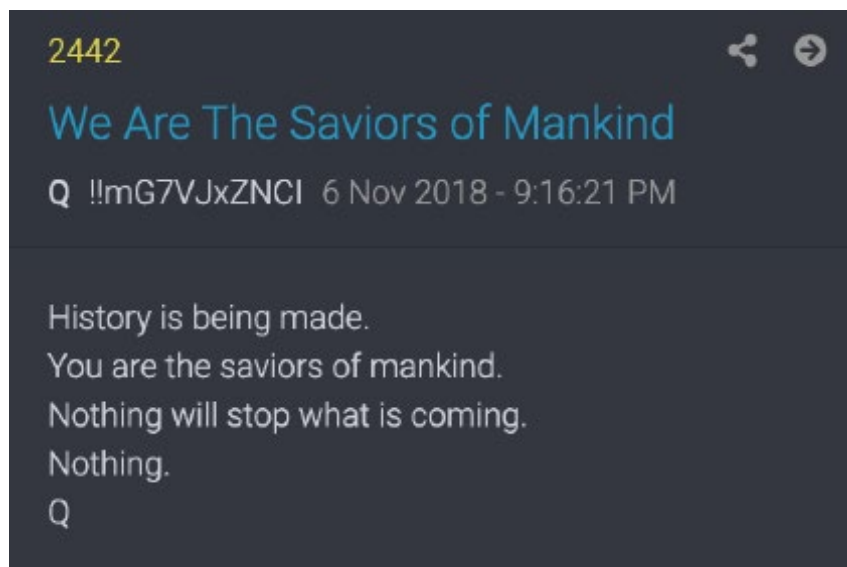 2442
We Are The Saviors of Mankind
Q !!mG7VJxZNCI 6 Nov 2018 - 9:16:21 PM
History is being made.
You are the saviors of mankind.
Nothing will stop what is coming.
Nothing.
Q